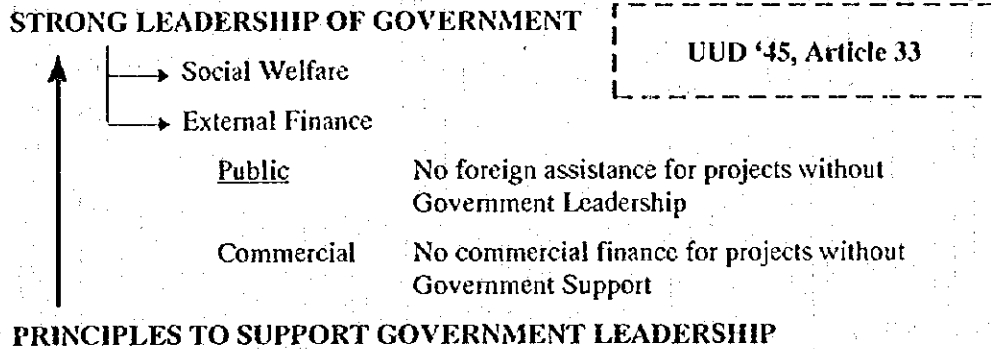 STRONG LEADERSHIP OF GOVERNMENT
UUD '45, Article 33
Social Welfare
External Finance
Public No foreign assistance for projects without
Government Leadership
Commercial No commercial finance for projects without
Government Support
PRINCIPLES TO SUPPORT GOVERNMENT LEADERSHIP